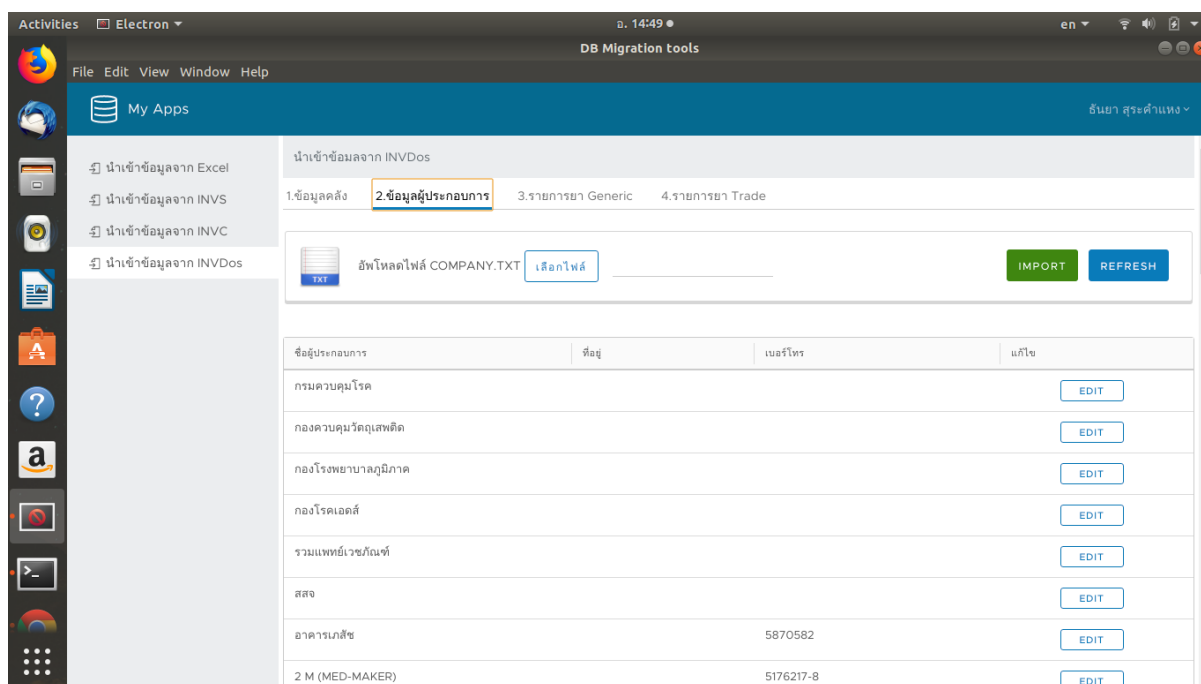 Activities Electron อ. 14:49 en
DB Migration tools
File Edit View Window Help
My Apps ธันยา สุระคำแหง
นำเข้าข้อมูลจาก Excel
นำเข้าข้อมูลจาก INVS
นำเข้าข้อมูลจาก INVC
นำเข้าข้อมูลจาก INVDos
นำเข้าข้อมลจาก INVDos
1.ข้อมูลคลัง 2.ข้อมูลผู้ประกอบการ 3.รายการยา Generic 4.รายการยา Trade
TXT อัพโหลดไฟล์ COMPANY.TXT เลือกไฟล์ IMPORT REFRESH
ชื่อผู้ประกอบการ ที่อยู่ เบอร์โทร แก้ไข
กรมควบคุมโรค EDIT
กองควบคุมวัตถุเสพติด EDIT
กองโรงพยาบาลภูมิภาค EDIT
กองโรคเอดส์ EDIT
รวมแพทย์เวชภัณฑ์ EDIT
สสจ EDIT
อาคารเภสัช 5870582 EDIT
2 M (MED-MAKER) 5176217-8 EDIT